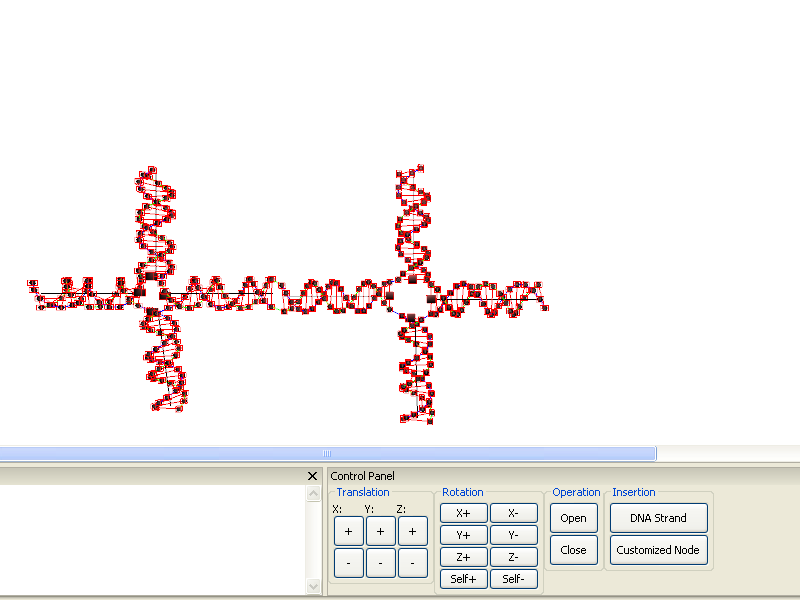 Control Panel
Translation Rotation Operation Insertion
X: Y: Z:
+ + + X+ X- Open DNA Strand
Y+ Y-
- - - Z+ Z- Close Customized Node
Self+ Self-